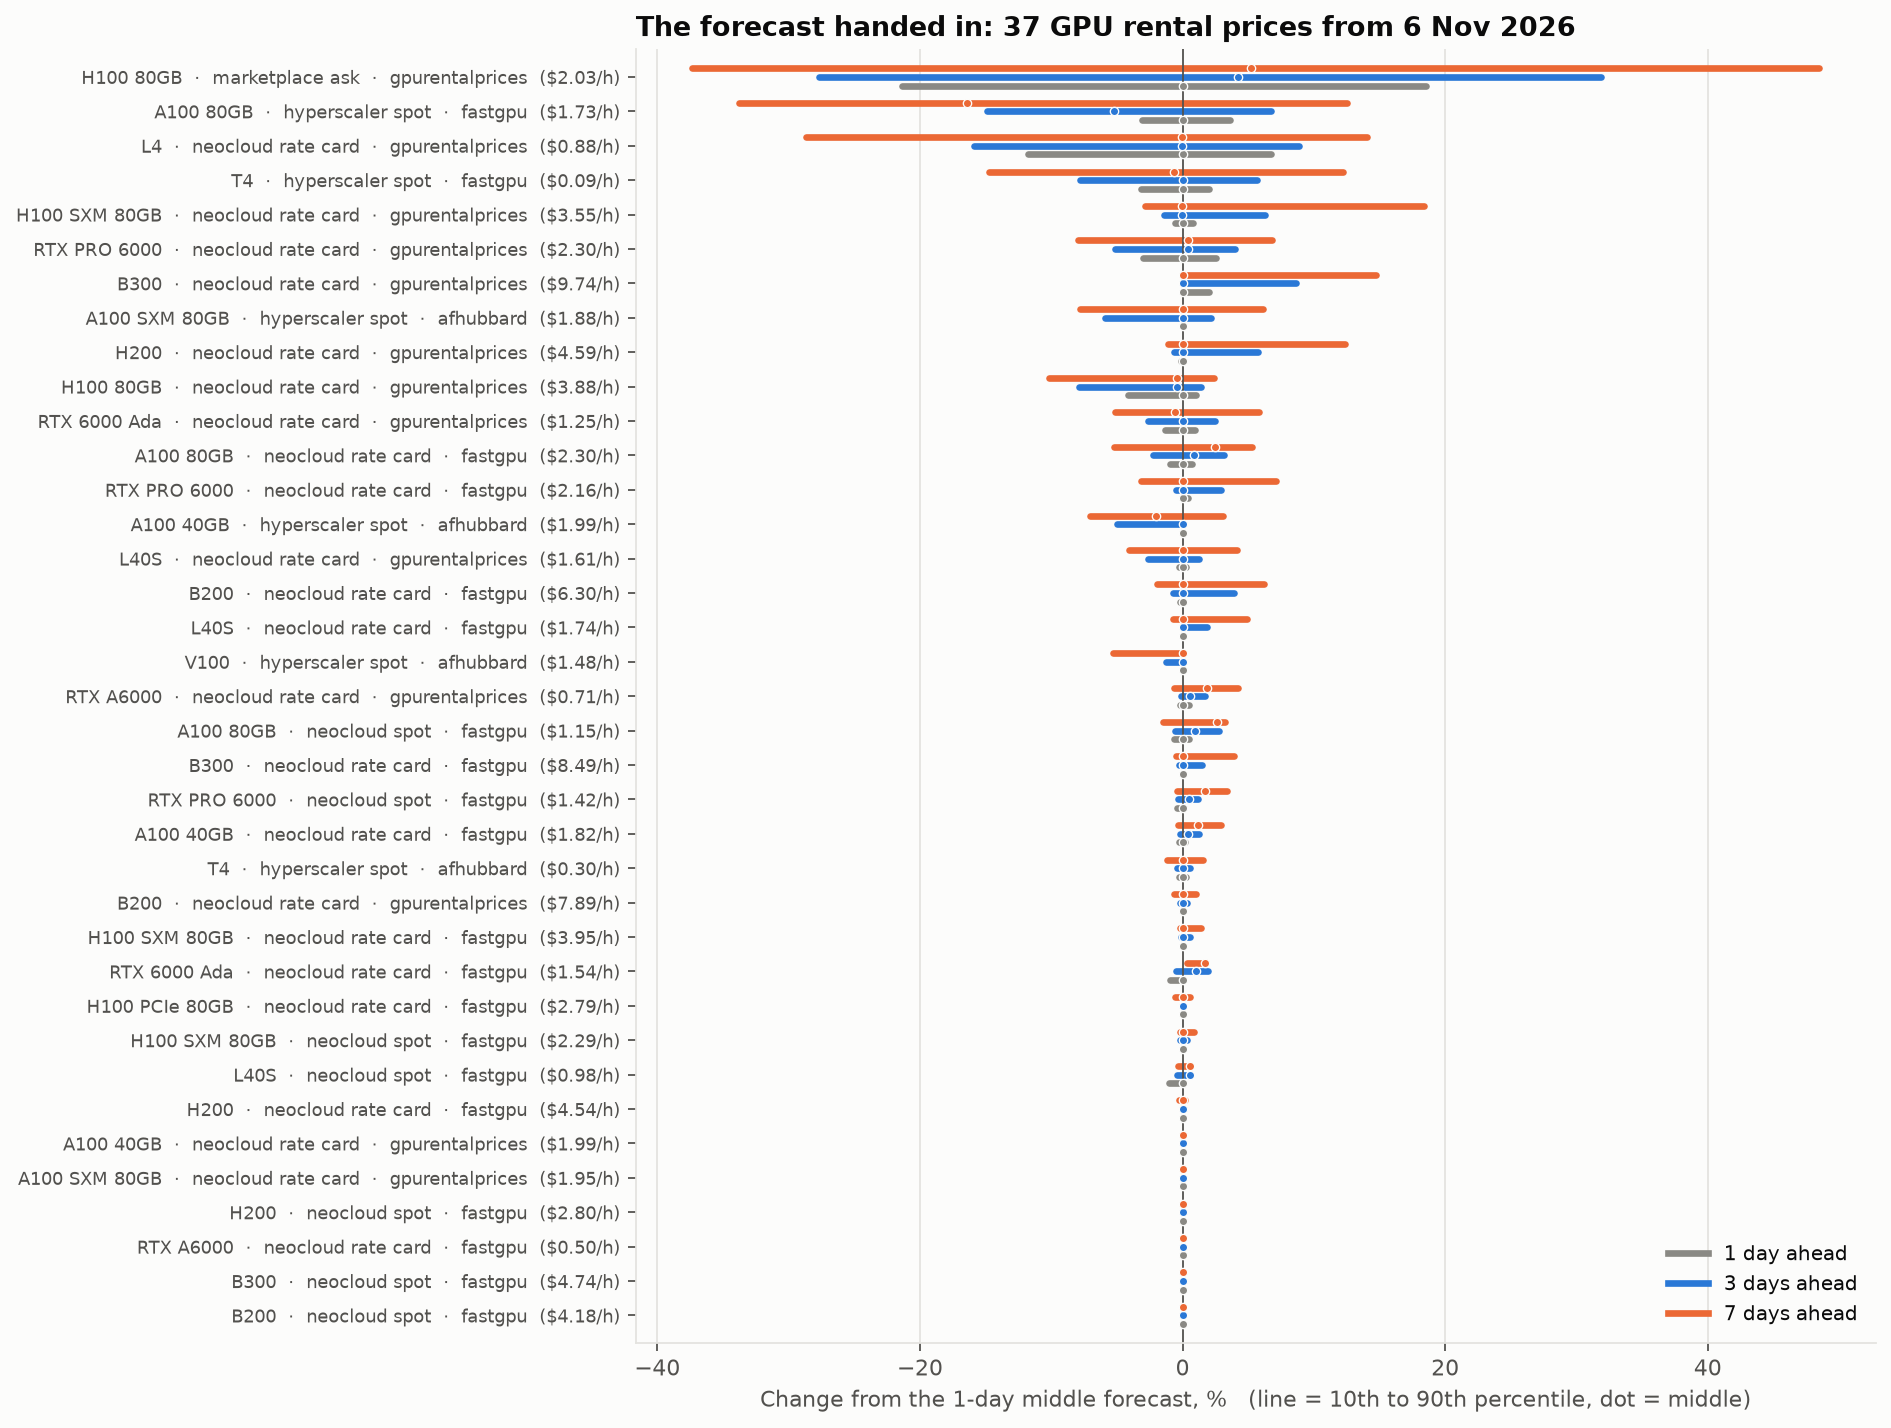 The forecast handed in: 37 GPU rental prices from 6 Nov 2026
H100 80GB · marketplace ask · gpurentalprices ($2.03/h)
A100 80GB · hyperscaler spot · fastgpu ($1.73/h)
L4 · neocloud rate card · gpurentalprices ($0.88/h)
T4 · hyperscaler spot · fastgpu ($0.09/h)
H100 SXM 80GB · neocloud rate card · gpurentalprices ($3.55/h)
RTX PRO 6000 · neocloud rate card · gpurentalprices ($2.30/h)
B300 · neocloud rate card · gpurentalprices ($9.74/h)
A100 SXM 80GB · hyperscaler spot · afhubbard ($1.88/h)
H200 · neocloud rate card · gpurentalprices ($4.59/h)
H100 80GB · neocloud rate card · gpurentalprices ($3.88/h)
RTX 6000 Ada · neocloud rate card · gpurentalprices ($1.25/h)
A100 80GB · neocloud rate card · fastgpu ($2.30/h)
RTX PRO 6000 · neocloud rate card · fastgpu ($2.16/h)
A100 40GB · hyperscaler spot · afhubbard ($1.99/h)
L40S · neocloud rate card · gpurentalprices ($1.61/h)
B200 · neocloud rate card · fastgpu ($6.30/h)
L40S · neocloud rate card · fastgpu ($1.74/h)
V100 · hyperscaler spot · afhubbard ($1.48/h)
RTX A6000 · neocloud rate card · gpurentalprices ($0.71/h)
A100 80GB · neocloud spot · fastgpu ($1.15/h)
B300 · neocloud rate card · fastgpu ($8.49/h)
RTX PRO 6000 · neocloud spot · fastgpu ($1.42/h)
A100 40GB · neocloud rate card · fastgpu ($1.82/h)
T4 · hyperscaler spot · afhubbard ($0.30/h)
B200 · neocloud rate card · gpurentalprices ($7.89/h)
H100 SXM 80GB · neocloud rate card · fastgpu ($3.95/h)
RTX 6000 Ada · neocloud rate card · fastgpu ($1.54/h)
H100 PCIe 80GB · neocloud rate card · fastgpu ($2.79/h)
H100 SXM 80GB · neocloud spot · fastgpu ($2.29/h)
L40S · neocloud spot · fastgpu ($0.98/h)
H200 · neocloud rate card · fastgpu ($4.54/h)
A100 40GB · neocloud rate card · gpurentalprices ($1.99/h)
A100 SXM 80GB · neocloud rate card · gpurentalprices ($1.95/h)
H200 · neocloud spot · fastgpu ($2.80/h)
RTX A6000 · neocloud rate card · fastgpu ($0.50/h)
B300 · neocloud spot · fastgpu ($4.74/h)
B200 · neocloud spot · fastgpu ($4.18/h)
1 day ahead
3 days ahead
7 days ahead
−40 −20 0 20 40
Change from the 1-day middle forecast, % (line = 10th to 90th percentile, dot = middle)